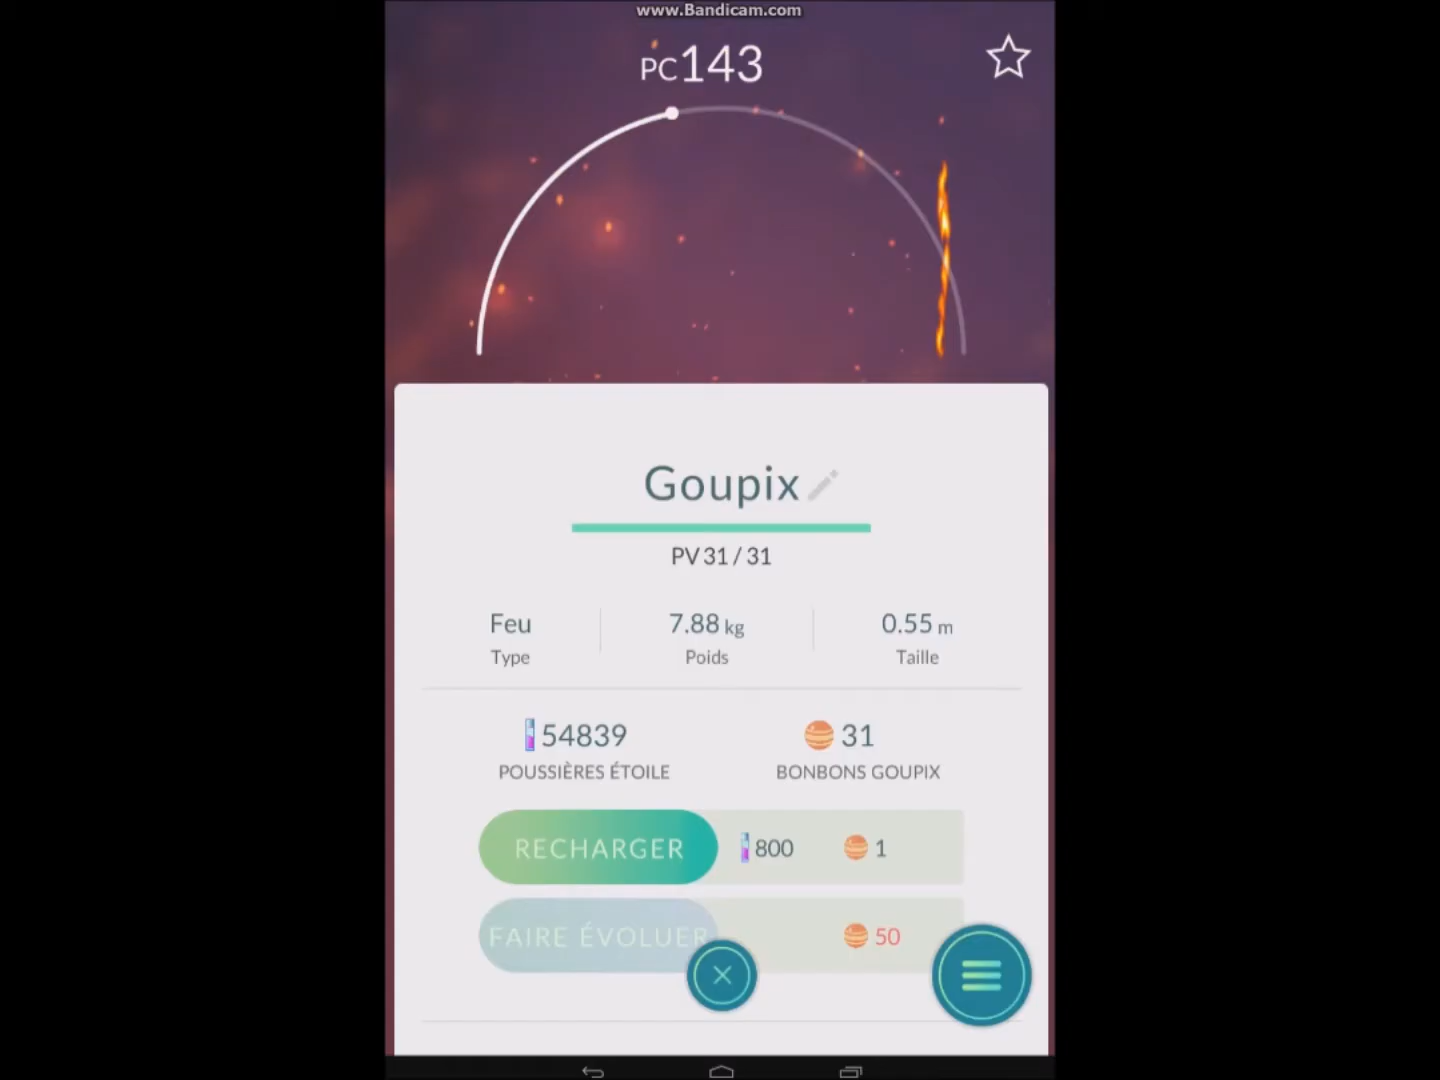 www.Bandicam.com
PC143
Goupix
PV 31 / 31
Feu 7.88 kg 0.55 m
Type Poids Taille
54839 31
POUSSIÈRES ÉTOILE BONBONS GOUPIX
RECHARGER 800 1
FAIRE ÉVOLUER 50